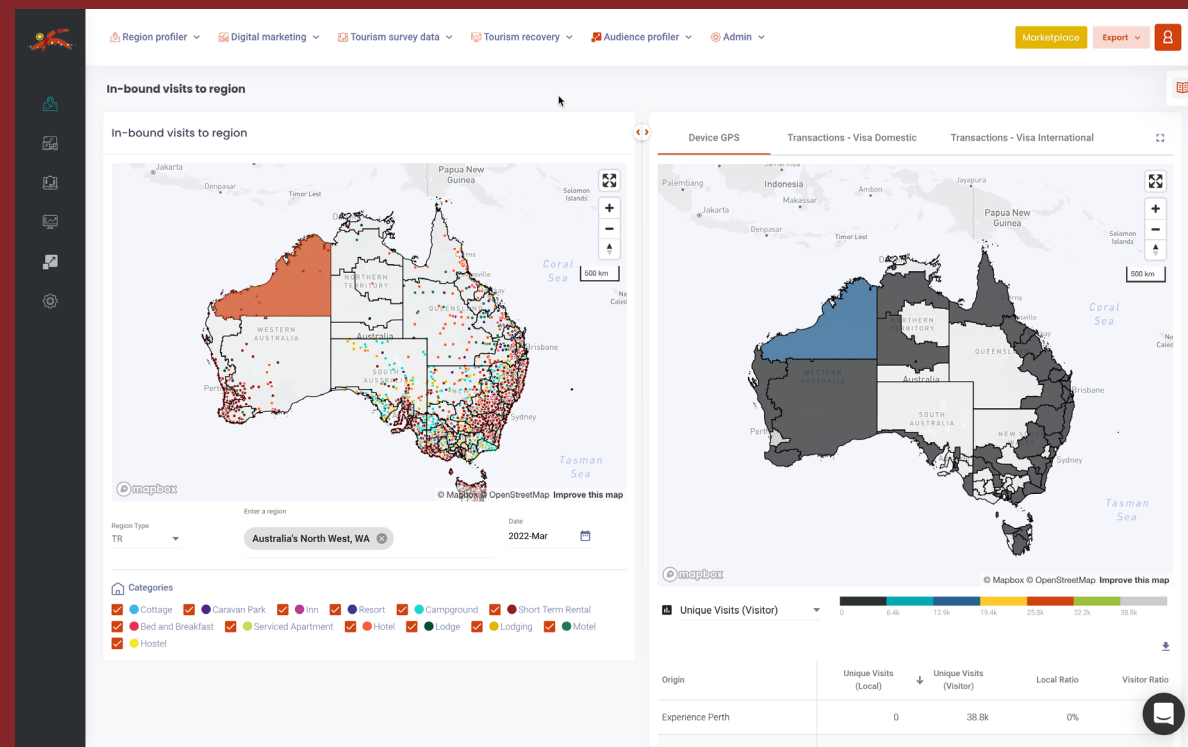 Region profiler
Digital marketing
Tourism survey data
Tourism recovery
Audience profiler
Admin
Marketplace
Export
In-bound visits to region
In-bound visits to region
Jakarta
Denpasar
Timor Lest
Papua New
Guinea
Solomon
Islands
NORTHERN
TERRITORY
Coral
Sea
500 km
WESTERN
AUSTRALIA
Australia
Brisbane
SOUTH
Sydney
Tasman
Sea
mapbox
© Mapbox © OpenStreetMap Improve this map
Region Type
TR
Enter a region
Australia's North West, WA
Date
2022-Mar
Categories
Cottage
Caravan Park
Inn
Resort
Campground
Short Term Rental
Bed and Breakfast
Serviced Apartment
Hotel
Lodge
Lodging
Motel
Hostel
Device GPS
Transactions - Visa Domestic
Transactions - Visa International
Palembang
Indonesia
Makassar
Ambon
Jayapura
Jakarta
Denpasar
Timor Lest
Papua New
Guinea
Solomon
Islands
500 km
Coral
Sea
WESTERN
AUSTRALIA
Australia
SOUTH
AUSTRALIA
Brisbane
Sydney
Tasman
Sea
mapbox
© Mapbox © OpenStreetMap Improve this map
Unique Visits (Visitor)
0 6.4k 12.9k 19.4k 25.8k 32.2k 38.8k
Origin
Unique Visits
(Local)
Unique Visits
(Visitor)
Local Ratio
Visitor Ratio
Experience Perth 0 38.8k 0%